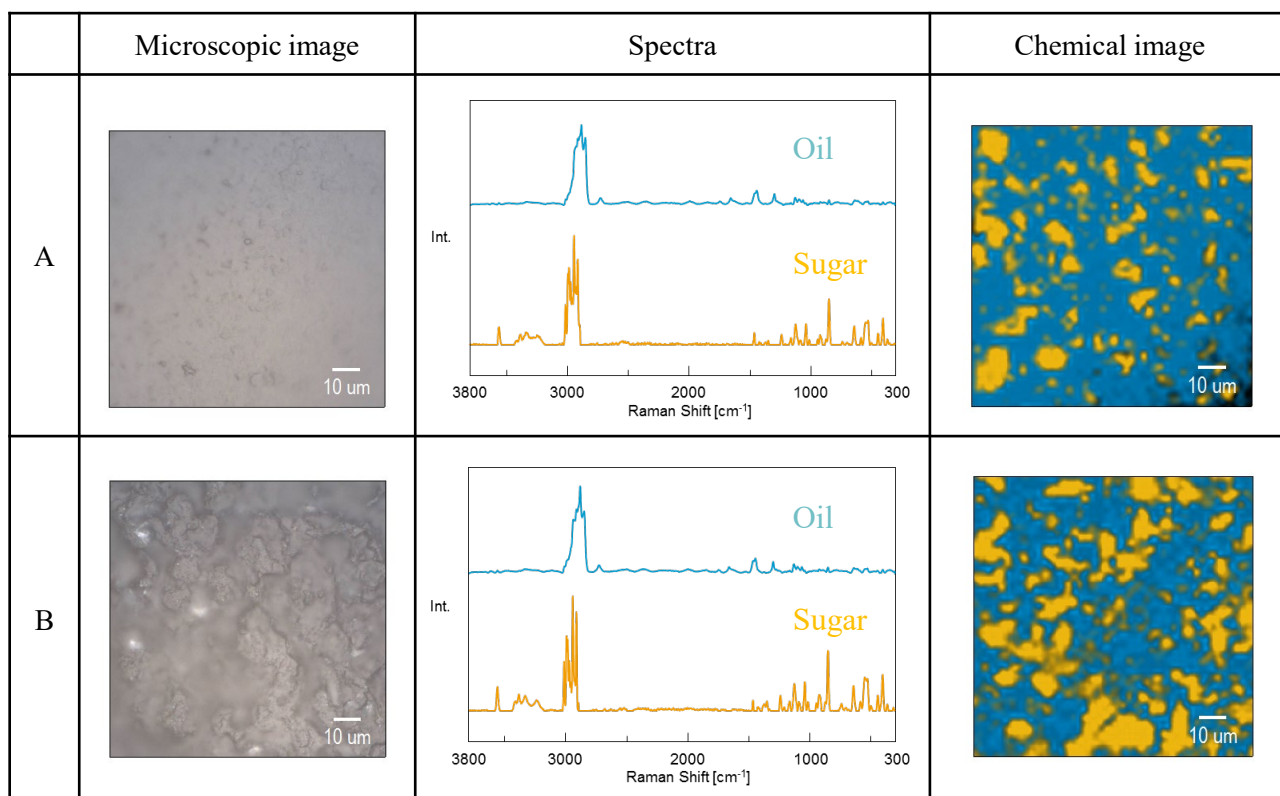 Microscopic image
Spectra
Chemical image
A
10 um
Oil
Int.
Sugar
3800 3000 2000 1000 300
Raman Shift [cm⁻¹]
10 um
B
10 um
Oil
Int.
Sugar
3800 3000 2000 1000 300
Raman Shift [cm⁻¹]
10 um